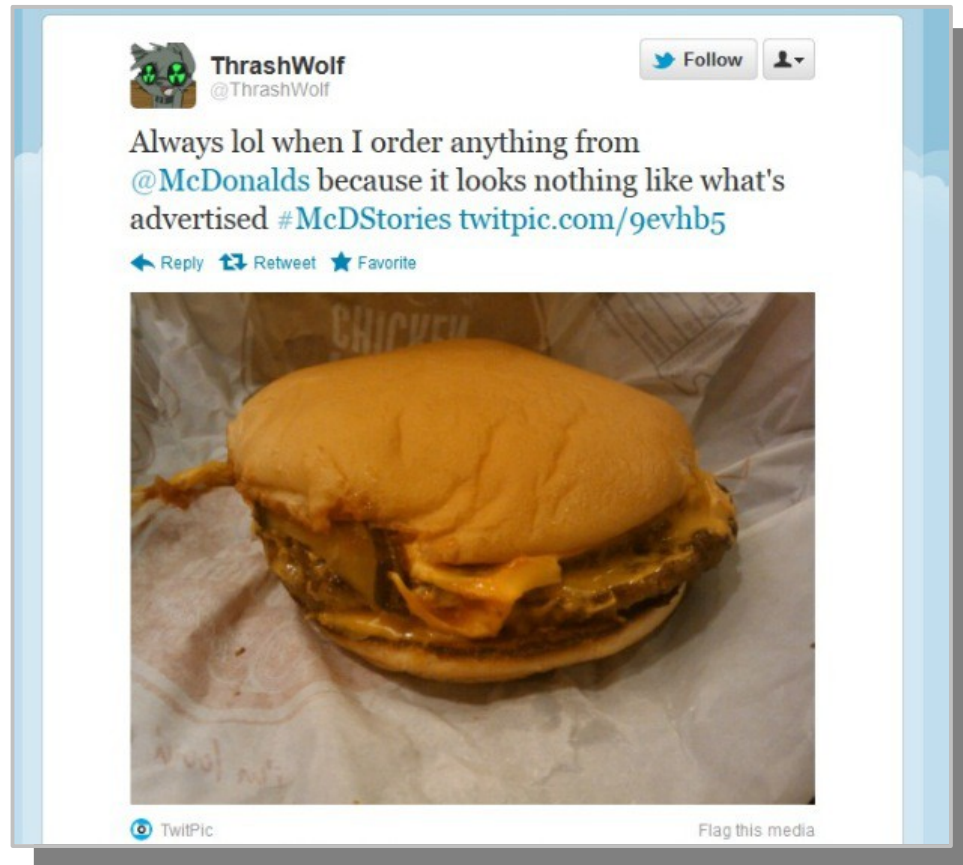 ThrashWolf
@ThrashWolf
Follow
Always lol when I order anything from
@McDonalds because it looks nothing like what's
advertised #McDStories twitpic.com/9evhb5
Reply Retweet Favorite
CHICKEN
TwitPic
Flag this media